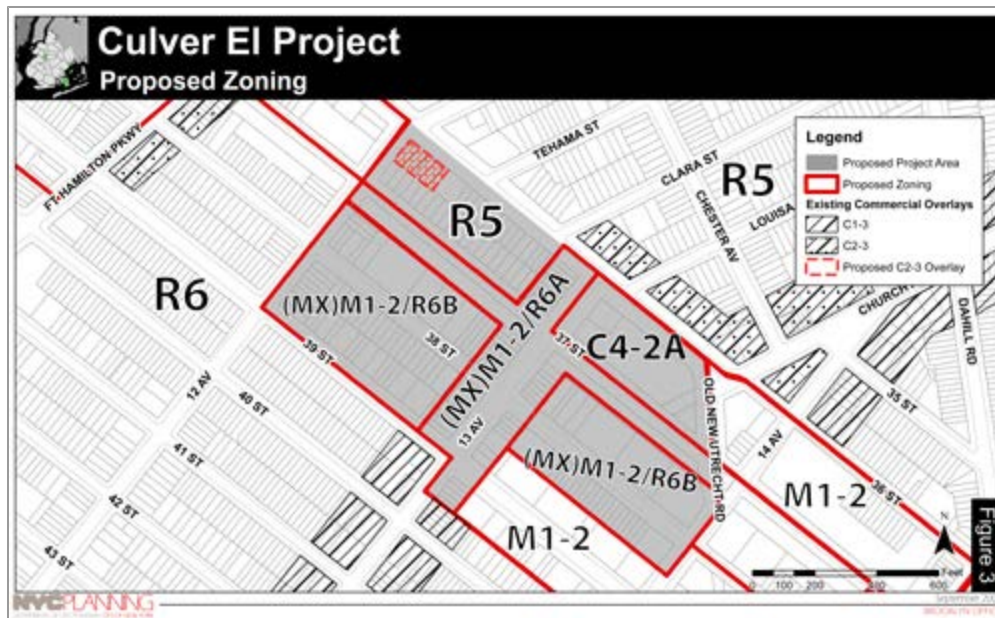 Culver El Project
Proposed Zoning
FT HAMILTON PKWY
TEHAMA ST
CLARA ST
LOUISA
CHESTER AV
R5
R5
R6
Legend
Proposed Project Area
Proposed Zoning
Existing Commercial Overlays
C1-3
C2-3
Proposed C2-3 Overlay
CHURCH
DAHILL RD
(MX)M1-2/R6B
(MX)M1-2/R6A
C4-2A
38 ST
37 ST
39 ST
12 AV
40 ST
41 ST
42 ST
43 ST
13 AV
OLD NEW UTRECHT RD
14 AV
35 ST
36 ST
(MX)M1-2/R6B
M1-2
M1-2
N
Feet
0 100 200 400 600
Figure 3
NYCPLANNING